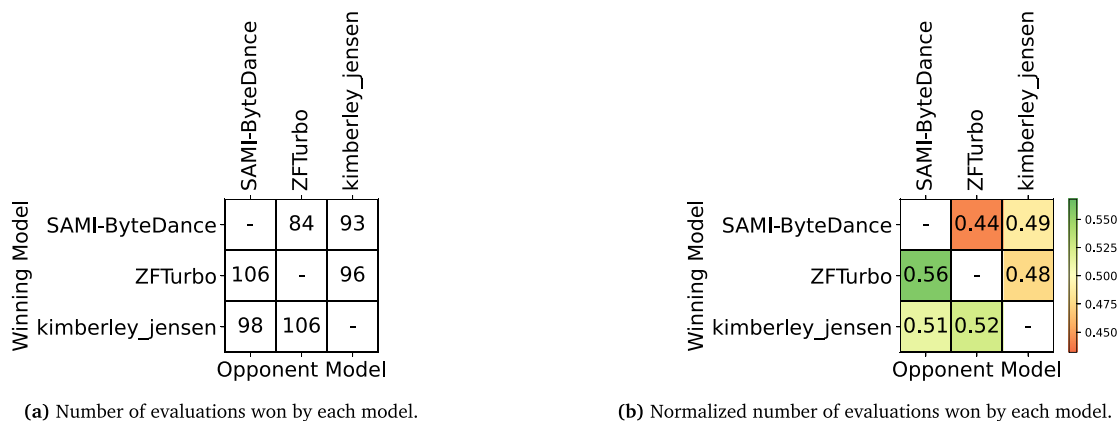 SAMI-ByteDance
ZFTurbo
kimberley_jensen
Winning Model
SAMI-ByteDance - 84 93
ZFTurbo 106 - 96
kimberley_jensen 98 106 -
Opponent Model
(a) Number of evaluations won by each model.
SAMI-ByteDance
ZFTurbo
kimberley_jensen
Winning Model
SAMI-ByteDance - 0.44 0.49
ZFTurbo 0.56 - 0.48
kimberley_jensen 0.51 0.52 -
Opponent Model
0.550
0.525
0.500
0.475
0.450
(b) Normalized number of evaluations won by each model.